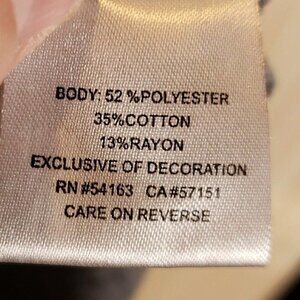 BODY: 52 %POLYESTER
35%COTTON
13%RAYON
EXCLUSIVE OF DECORATION
RN #54163 CA#57151
CARE ON REVERSE